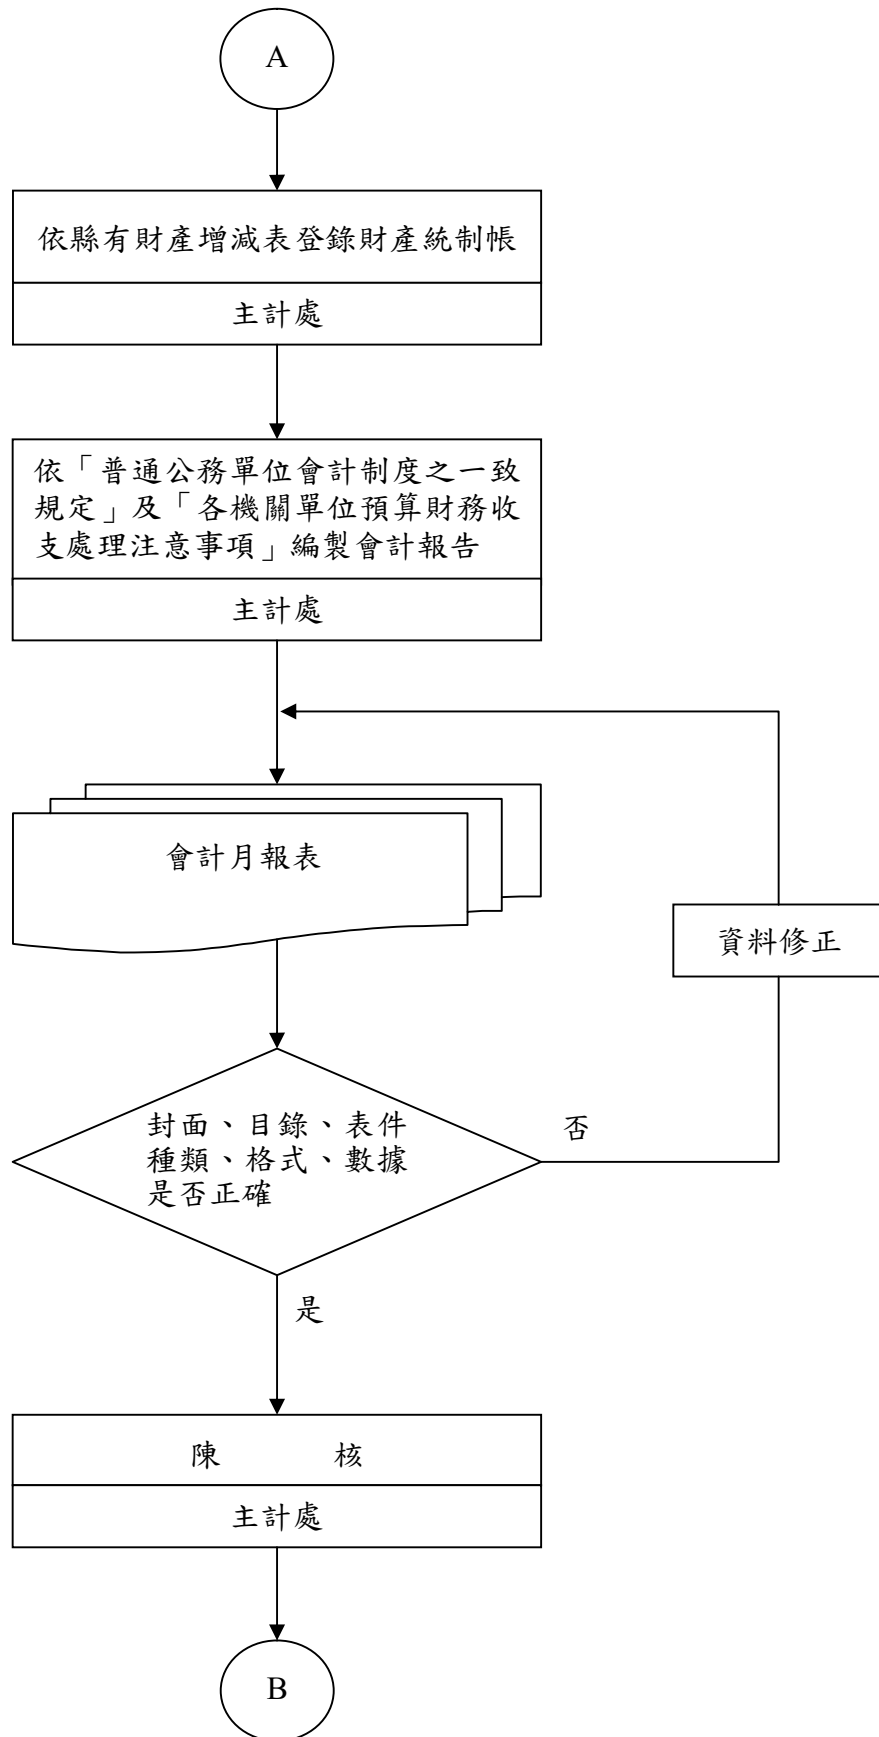 A
依縣有財產增減表登錄財產統制帳
主計處
依「普通公務單位會計制度之一致
規定」及「各機關單位預算財務收
支處理注意事項」編製會計報告
主計處
會計月報表
資料修正
封面、目錄、表件
種類、格式、數據
是否正確
否
是
陳　　　核
主計處
B